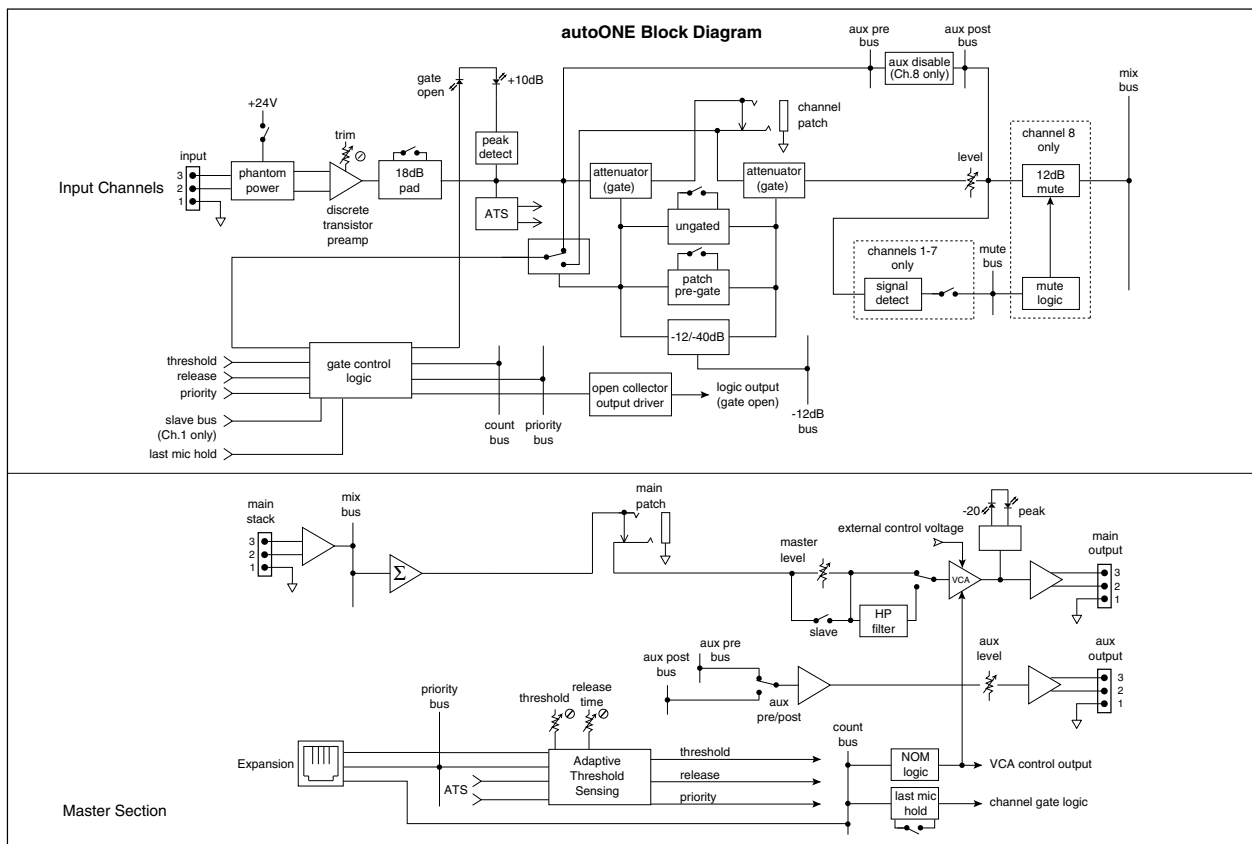 autoONE Block Diagram
aux pre
bus
aux post
bus
aux disable
(Ch.8 only)
mix
bus
gate
open
+10dB
+24V
trim
input
3
2
1
phantom
power
discrete
transistor
preamp
18dB
pad
peak
detect
ATS
channel
patch
attenuator
(gate)
attenuator
(gate)
ungated
patch
pre-gate
-12/-40dB
level
channel 8
only
12dB
mute
mute
logic
channels 1-7
only
signal
detect
mute
bus
Input Channels
threshold
release
priority
slave bus
(Ch.1 only)
last mic hold
gate control
logic
count
bus
priority
bus
open collector
output driver
logic output
(gate open)
-12dB
bus
main
stack
3
2
1
mix
bus
Σ
main
patch
master
level
slave
HP
filter
external control voltage
VCA
-20
peak
main
output
3
2
1
aux post
bus
aux pre
bus
aux
pre/post
aux
level
aux
output
3
2
1
Expansion
priority
bus
ATS
threshold
release
time
Adaptive
Threshold
Sensing
threshold
release
priority
count
bus
NOM
logic
VCA control output
last mic
hold
channel gate logic
Master Section